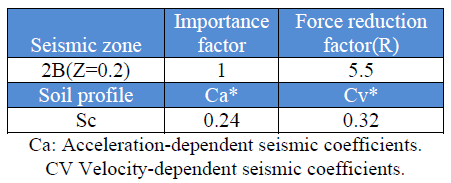 Seismic zone Importance factor Force reduction factor(R)
2B(Z=0.2) 1 5.5
Soil profile Ca* Cv*
Sc 0.24 0.32
Ca: Acceleration-dependent seismic coefficients.
CV Velocity-dependent seismic coefficients.